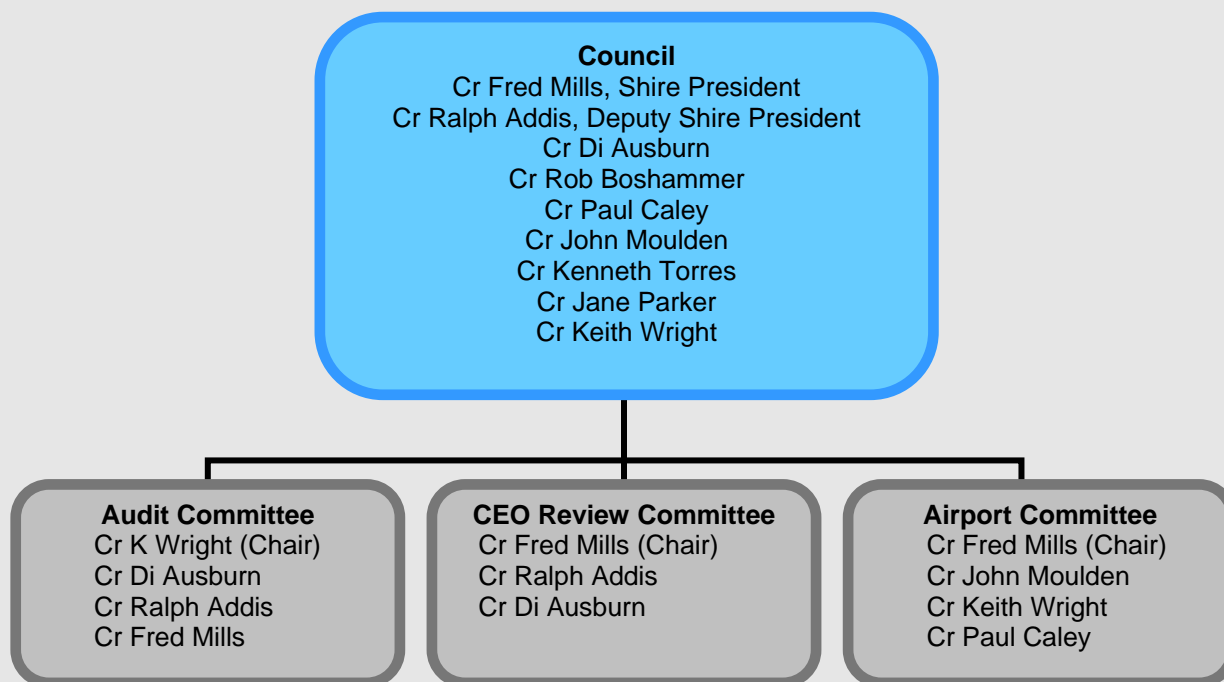 Council
Cr Fred Mills, Shire President
Cr Ralph Addis, Deputy Shire President
Cr Di Ausburn
Cr Rob Boshammer
Cr Paul Caley
Cr John Moulden
Cr Kenneth Torres
Cr Jane Parker
Cr Keith Wright
Audit Committee
Cr K Wright (Chair)
Cr Di Ausburn
Cr Ralph Addis
Cr Fred Mills
CEO Review Committee
Cr Fred Mills (Chair)
Cr Ralph Addis
Cr Di Ausburn
Airport Committee
Cr Fred Mills (Chair)
Cr John Moulden
Cr Keith Wright
Cr Paul Caley